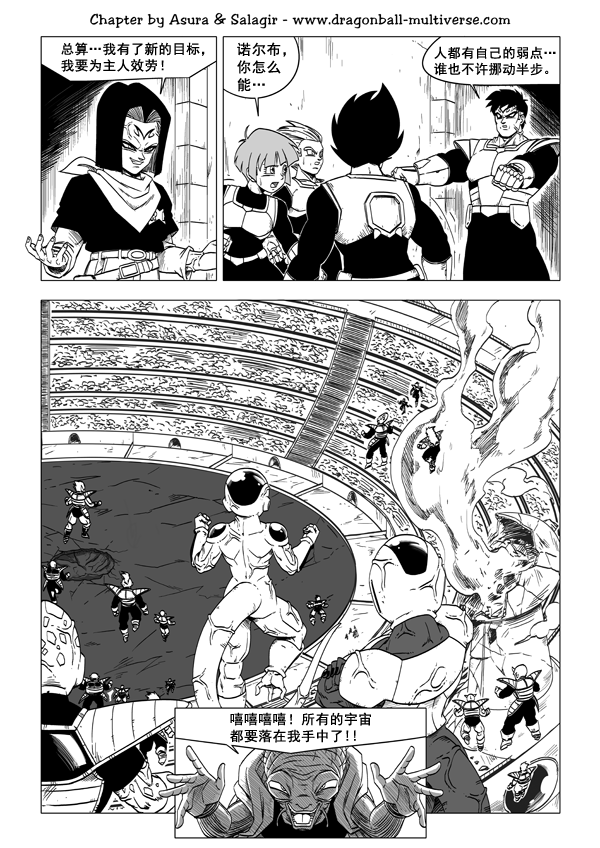 Chapter by Asura & Salagir - www.dragonball-multiverse.com
总算…我有了新的目标，
我要为主人效劳！
诺尔布，
你怎么
能…
人都有自己的弱点…
谁也不许挪动半步。
嘻嘻嘻嘻！所有的宇宙
都要落在我手中了!!